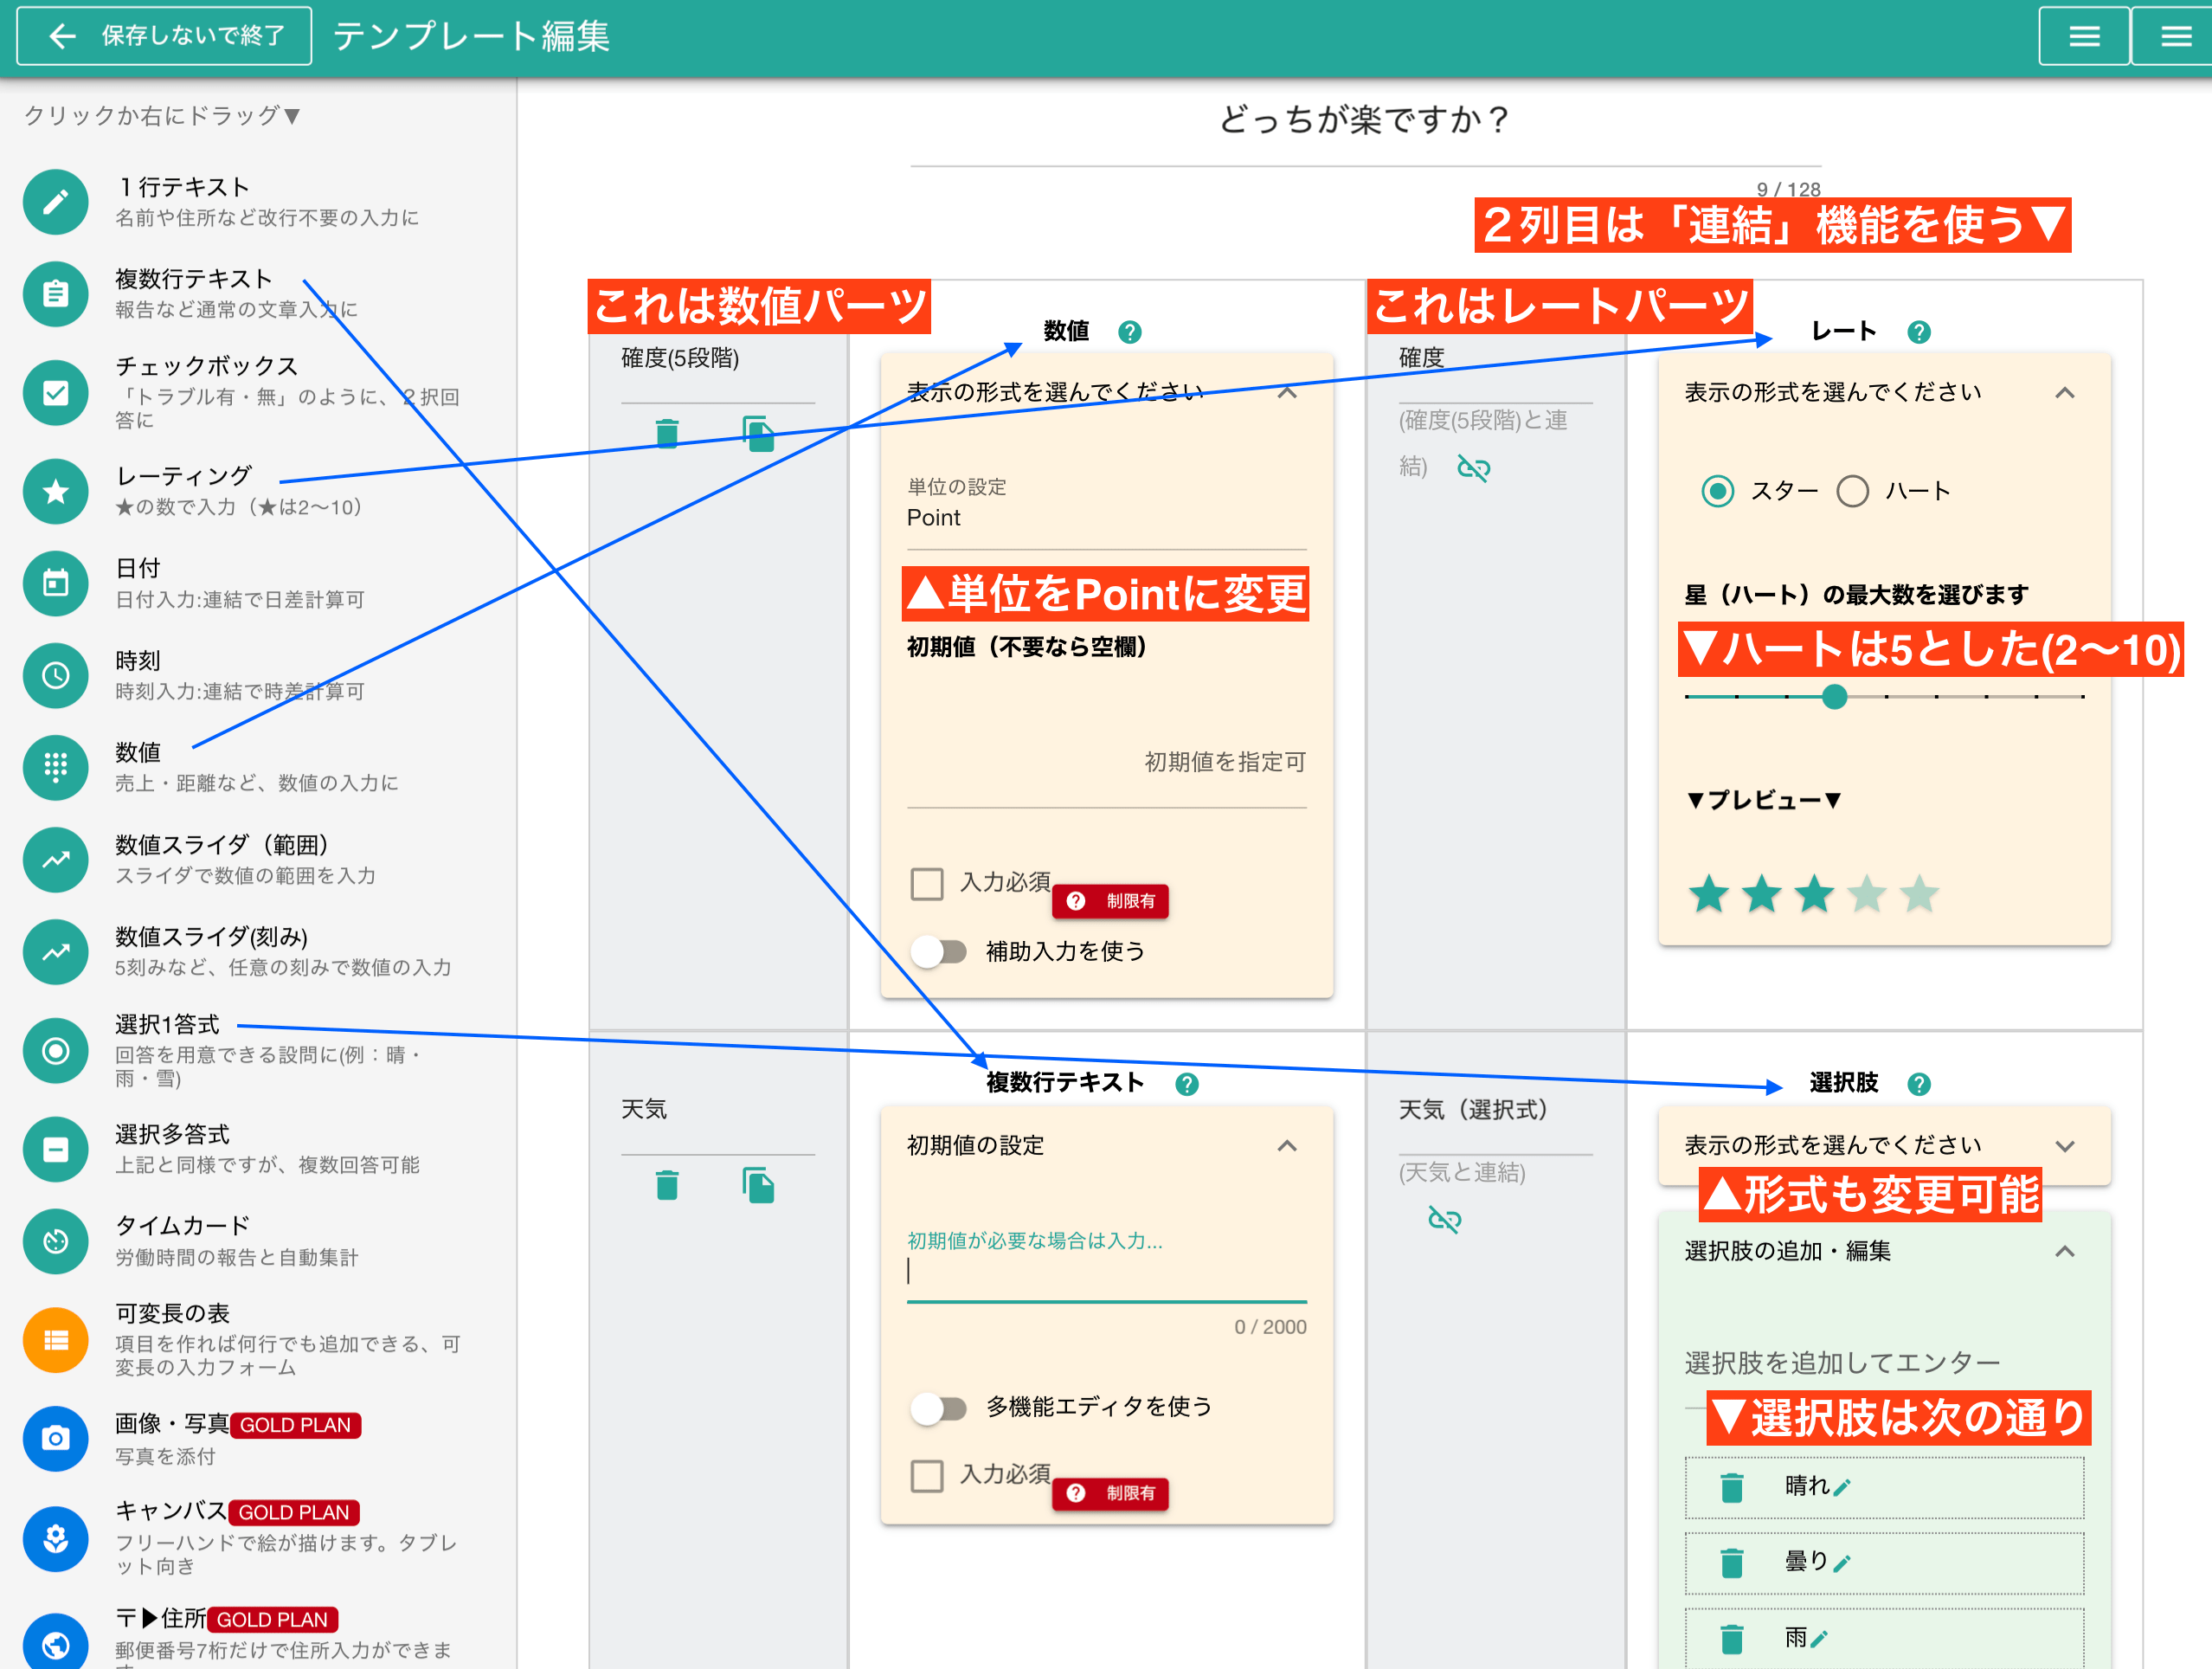 保存しないで終了
テンプレート編集
クリックか右にドラッグ▼
１行テキスト
名前や住所など改行不要の入力に
複数行テキスト
報告など通常の文章入力に
チェックボックス
「トラブル有・無」のように、２択回
答に
レーティング
★の数で入力（★は2〜10）
日付
日付入力:連結で日差計算可
時刻
時刻入力:連結で時差計算可
数値
売上・距離など、数値の入力に
数値スライダ（範囲）
スライダで数値の範囲を入力
数値スライダ(刻み)
5刻みなど、任意の刻みで数値の入力
選択1答式
回答を用意できる設問に(例：晴・
雨・雪)
選択多答式
上記と同様ですが、複数回答可能
タイムカード
労働時間の報告と自動集計
可変長の表
項目を作れば何行でも追加できる、可
変長の入力フォーム
画像・写真 GOLD PLAN
写真を添付
キャンバス GOLD PLAN
フリーハンドで絵が描けます。タブレ
ット向き
〒▶住所 GOLD PLAN
郵便番号7桁だけで住所入力ができま
どっちが楽ですか？
9 / 128
２列目は「連結」機能を使う▼
これは数値パーツ
確度(5段階)
数値
表示の形式を選んでください
単位の設定
Point
▲単位をPointに変更
初期値（不要なら空欄）
初期値を指定可
入力必須
制限有
補助入力を使う
これはレートパーツ
確度
(確度(5段階)と連
結)
レート
表示の形式を選んでください
スター
ハート
星（ハート）の最大数を選びます
▼ハートは5とした(2〜10)
▼プレビュー▼
天気
複数行テキスト
初期値の設定
初期値が必要な場合は入力...
0 / 2000
多機能エディタを使う
入力必須
制限有
天気（選択式）
(天気と連結)
選択肢
表示の形式を選んでください
▲形式も変更可能
選択肢の追加・編集
選択肢を追加してエンター
▼選択肢は次の通り
晴れ
曇り
雨